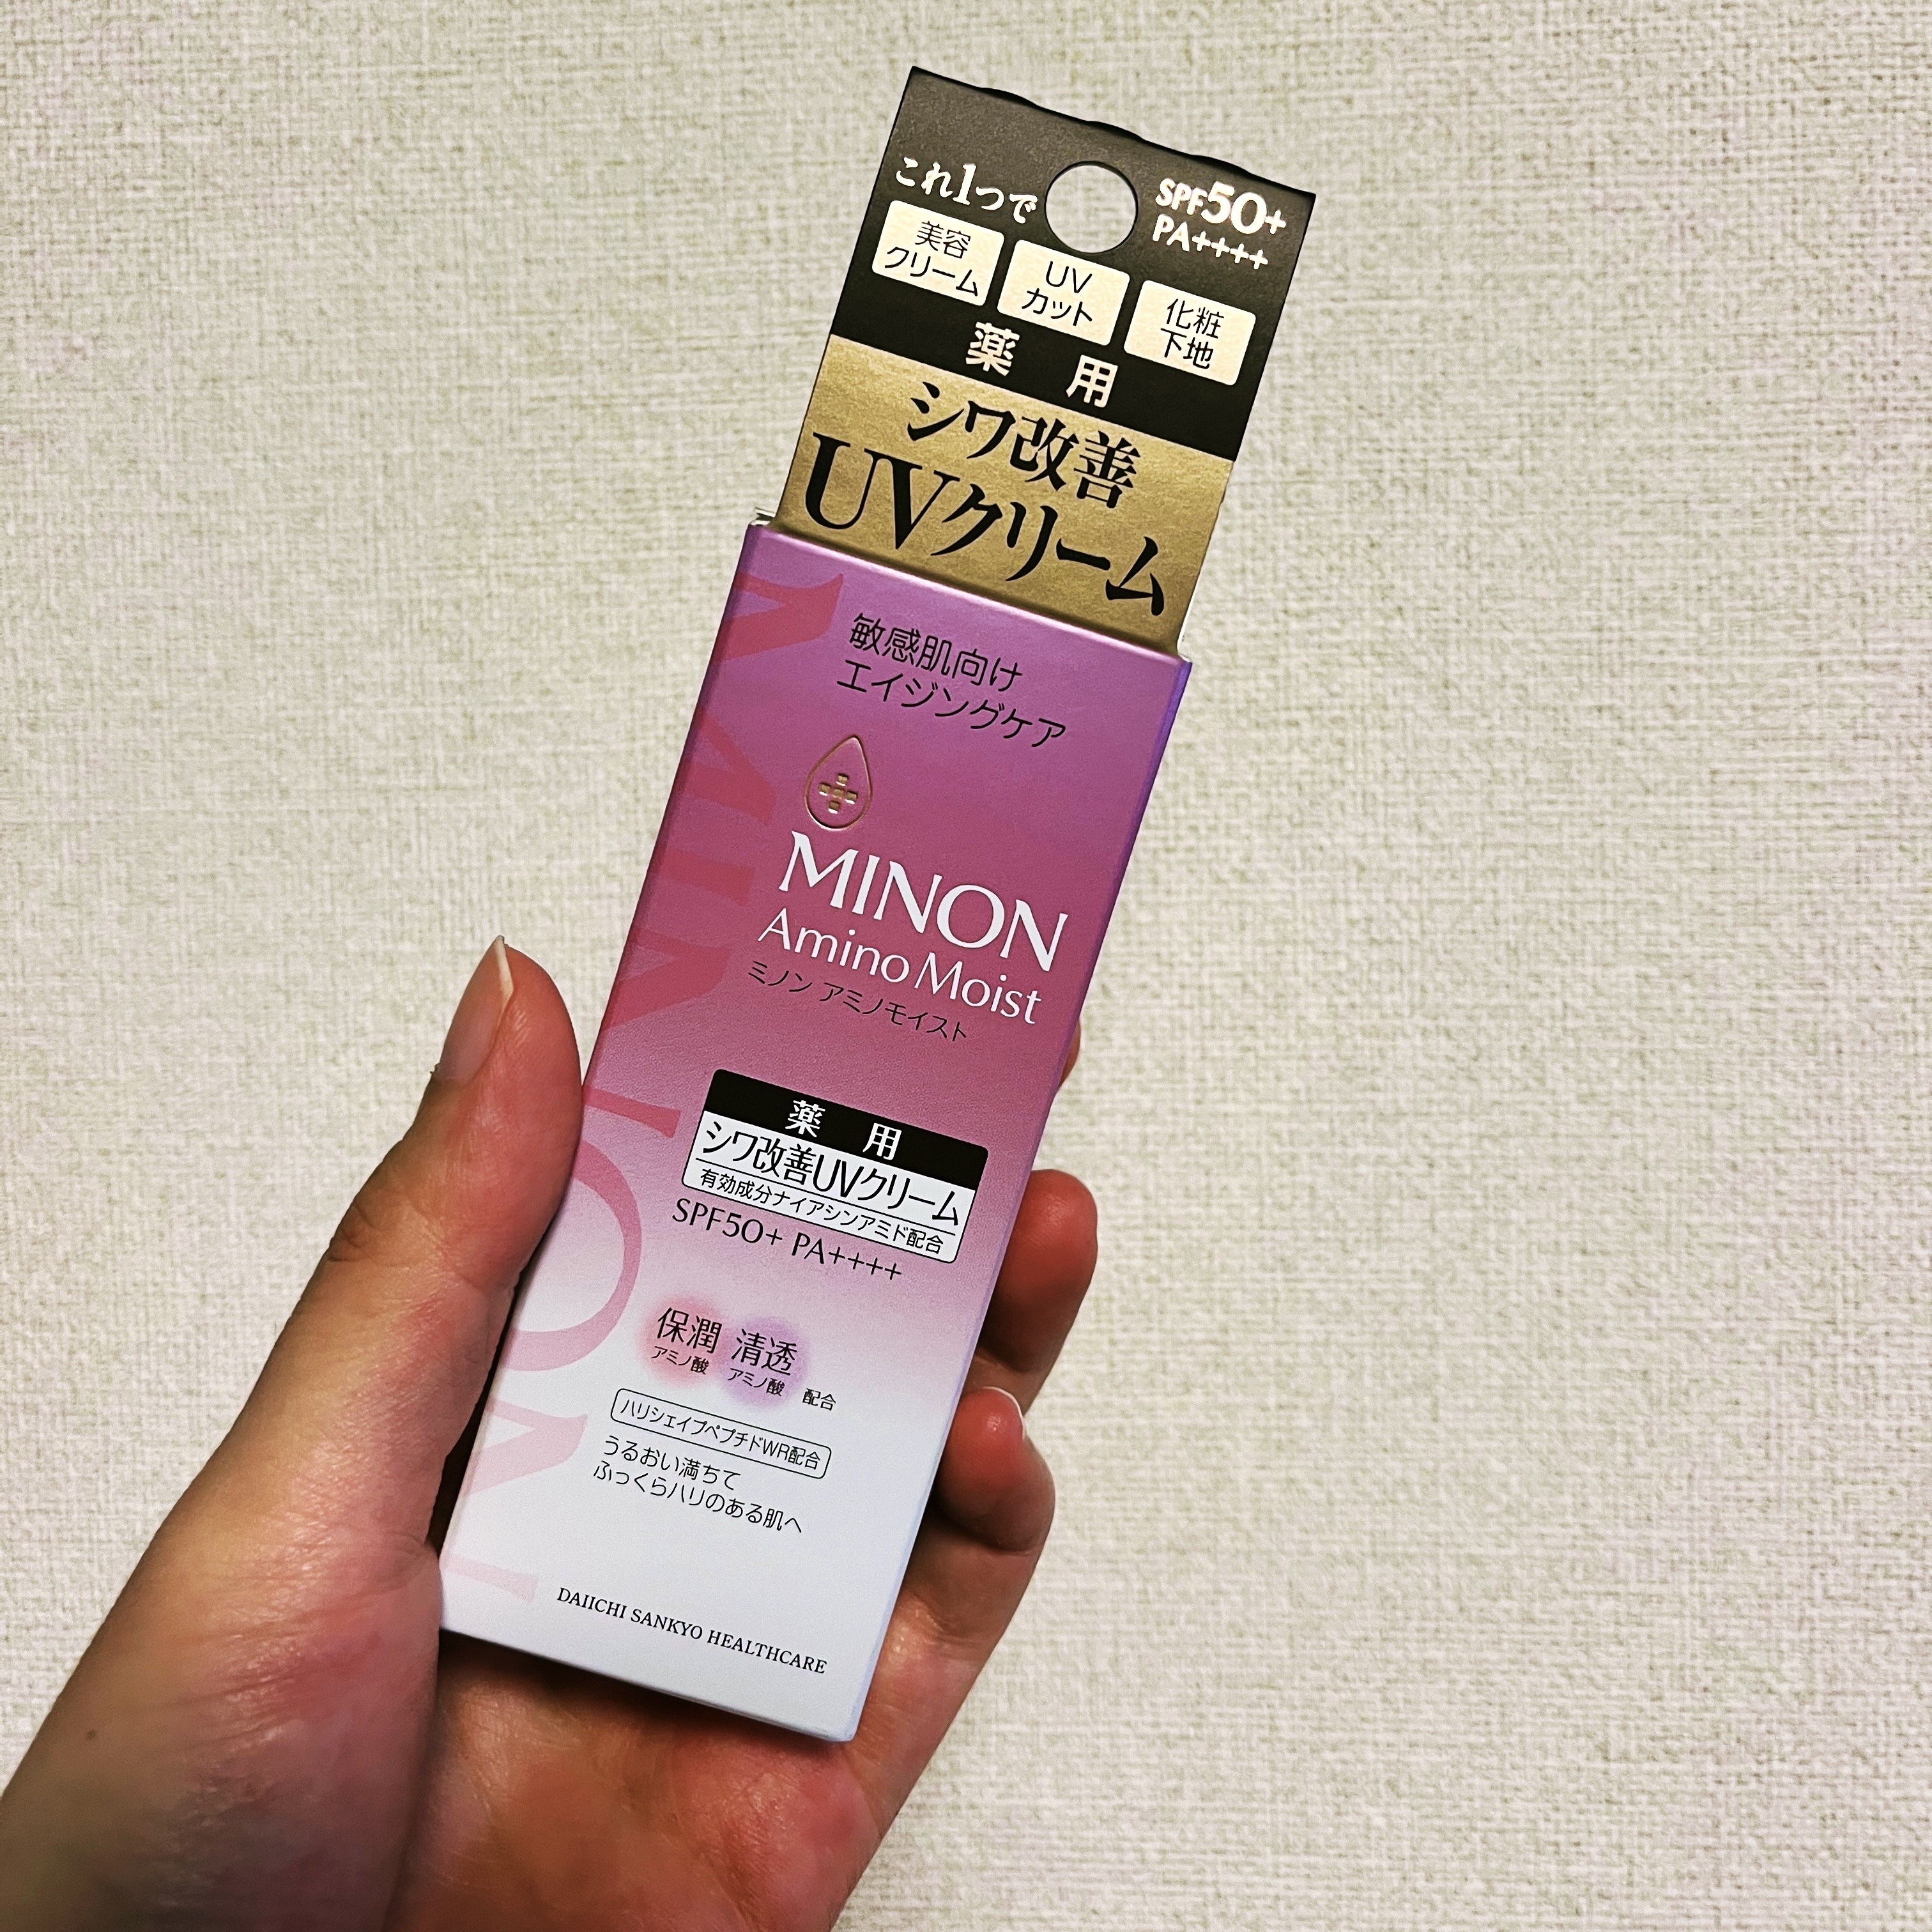 これ1つで
SPF50+
PA++++
美容
クリーム
UV
カット
化粧
下地
薬用
シワ改善
UVクリーム
敏感肌向け
エイジングケア
MINON
Amino Moist
ミノン アミノモイスト
薬用
シワ改善UVクリーム
有効成分ナイアシンアミド配合
SPF50+ PA++++
保潤 清透
アミノ酸 アミノ酸 配合
ハリシェイプペプチドWR配合
うるおい満ちて
ふっくらハリのある肌へ
DAIICHI SANKYO HEALTHCARE
MINON